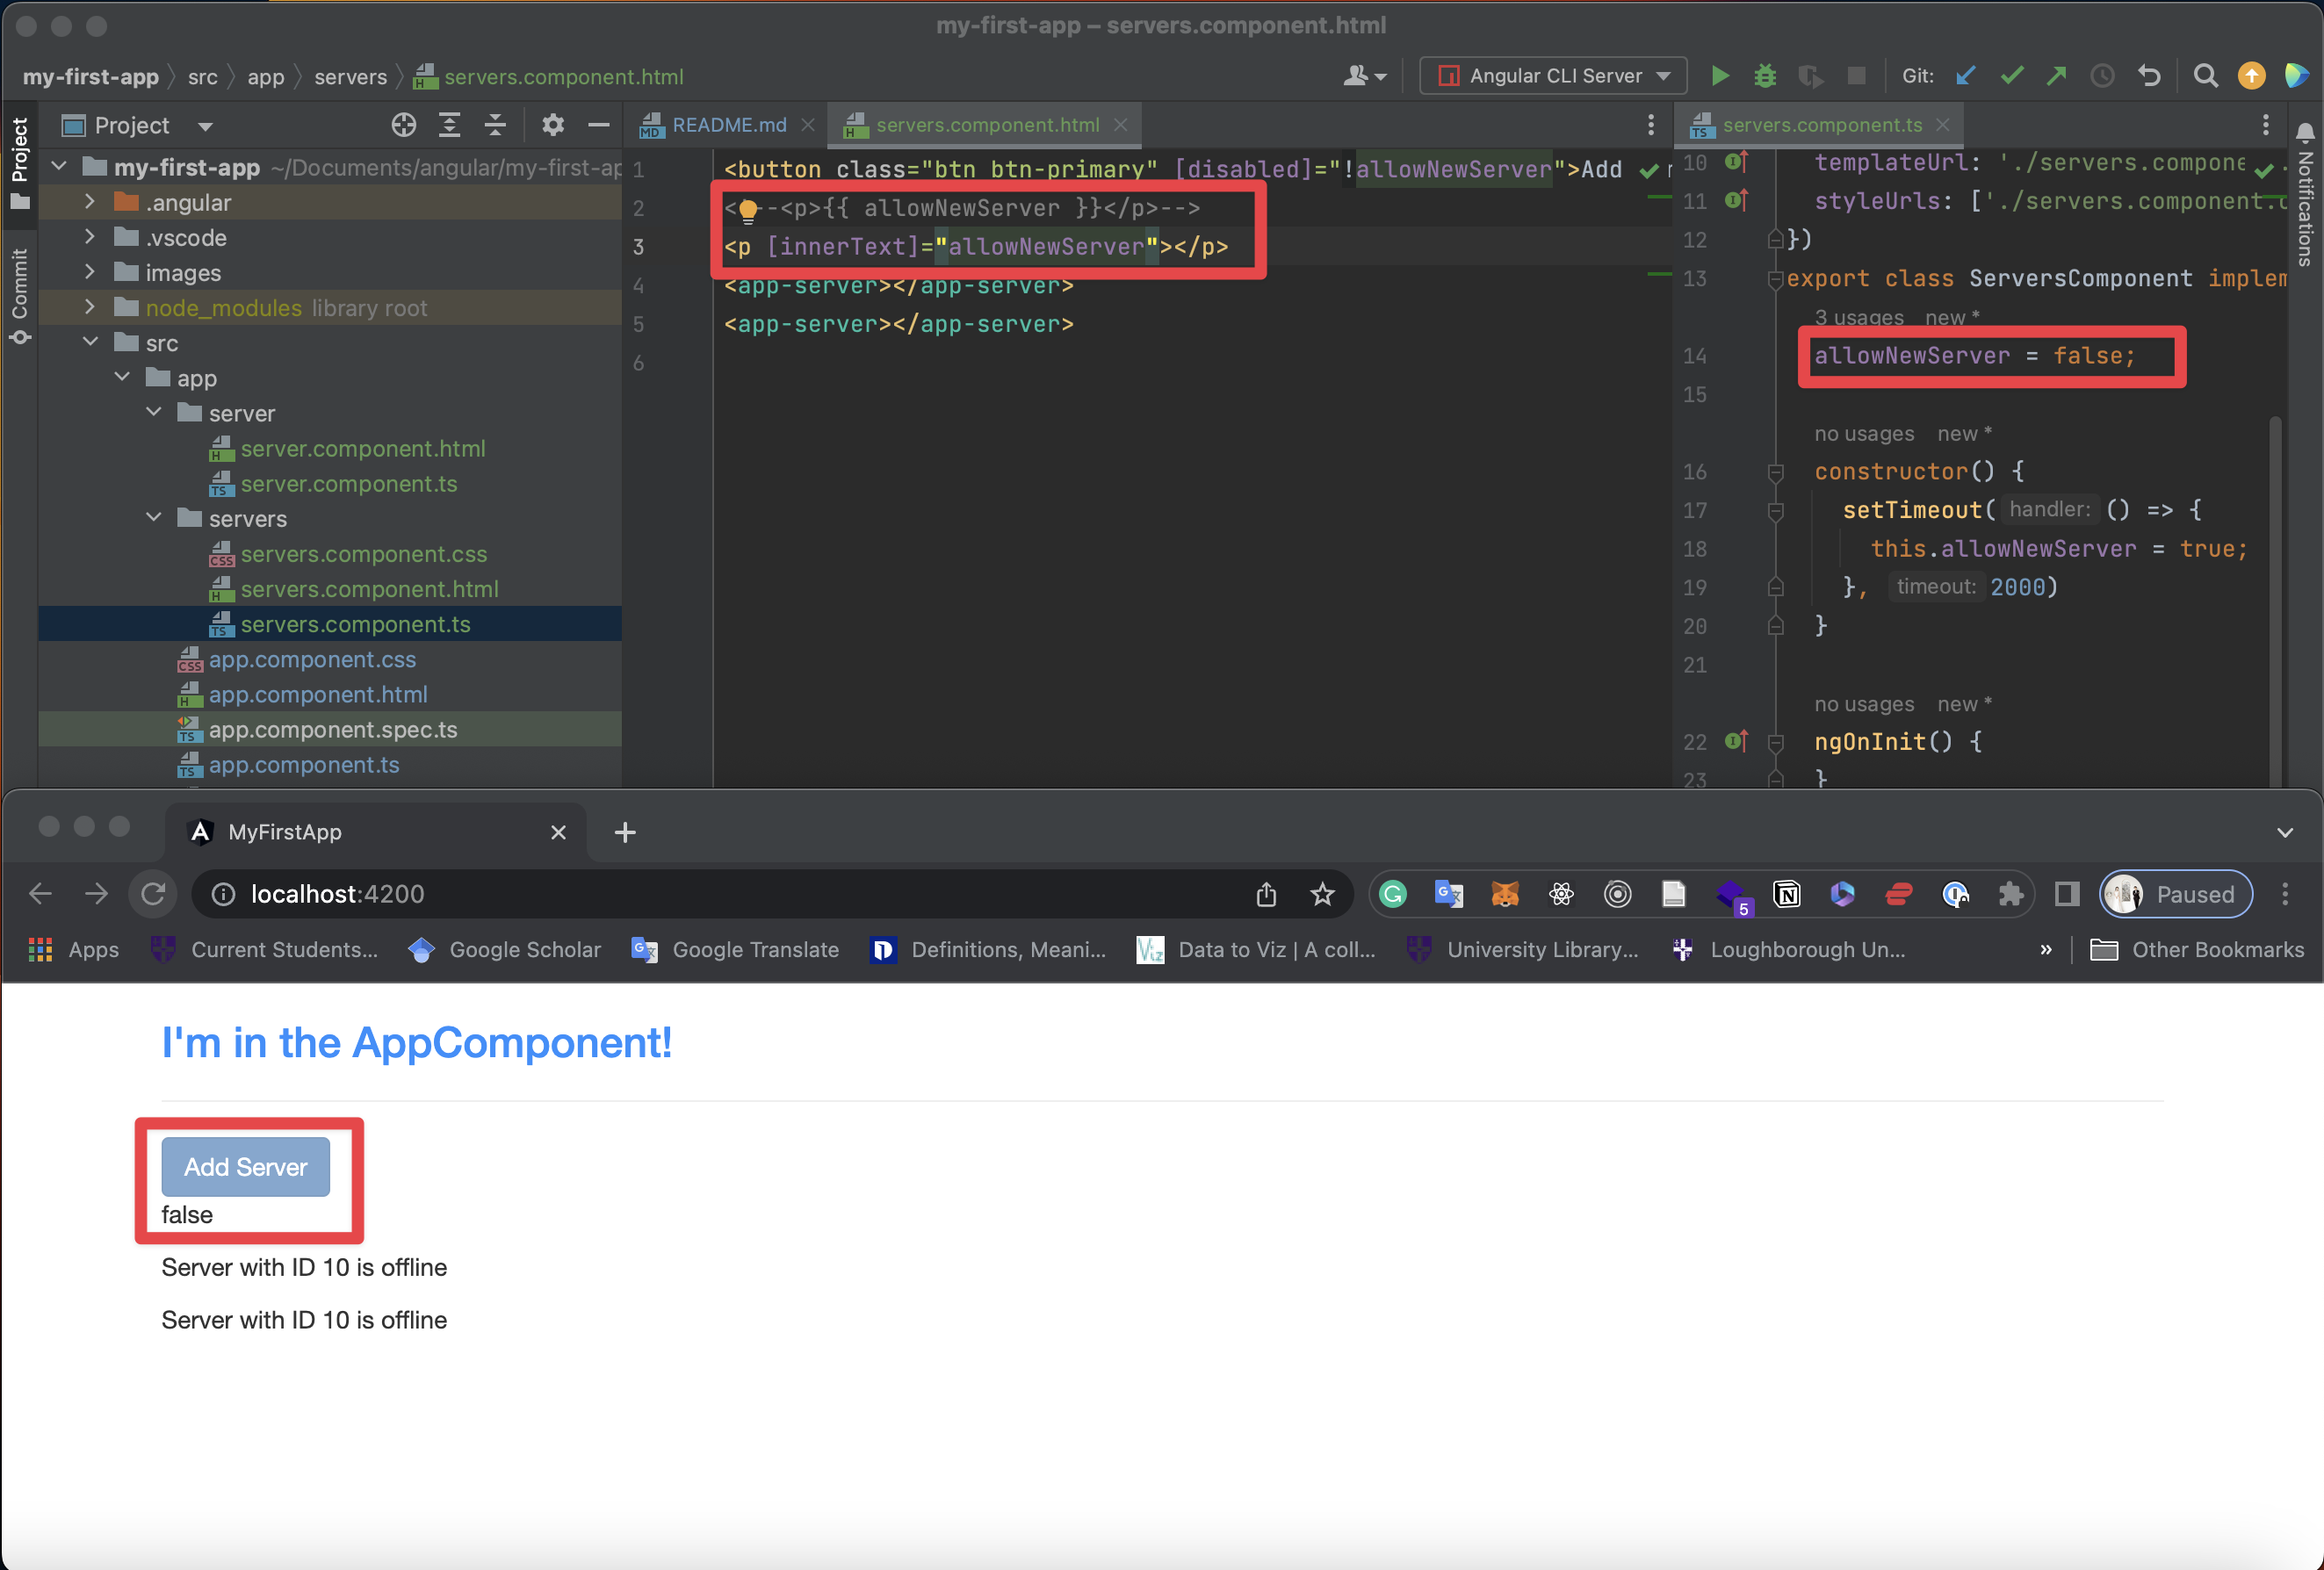 my-first-app – servers.component.html
my-first-app src app servers servers.component.html
Angular CLI Server
Git:
Project
README.md
servers.component.html
servers.component.ts
Project
Commit
Notifications
my-first-app ~/Documents/angular/my-first-ap
.angular
.vscode
images
node_modules library root
src
app
server
server.component.html
server.component.ts
servers
servers.component.css
servers.component.html
servers.component.ts
app.component.css
app.component.html
app.component.spec.ts
app.component.ts
1 <button class="btn btn-primary" [disabled]="!allowNewServer">Add
2 <!--<p>{{ allowNewServer }}</p>-->
3 <p [innerText]="allowNewServer"></p>
4 <app-server></app-server>
5 <app-server></app-server>
6
10 templateUrl: './servers.compone
11 styleUrls: ['./servers.component.
12 })
13 export class ServersComponent implem
3 usages new *
14 allowNewServer = false;
15
no usages new *
16 constructor() {
17 setTimeout( handler: () => {
18 this.allowNewServer = true;
19 }, timeout: 2000)
20 }
21
no usages new *
22 ngOnInit() {
23 }
MyFirstApp
localhost:4200
5
Paused
Apps
Current Students...
Google Scholar
Google Translate
Definitions, Meani...
Data to Viz | A coll...
University Library...
Loughborough Un...
»
Other Bookmarks
I'm in the AppComponent!
Add Server
false
Server with ID 10 is offline
Server with ID 10 is offline